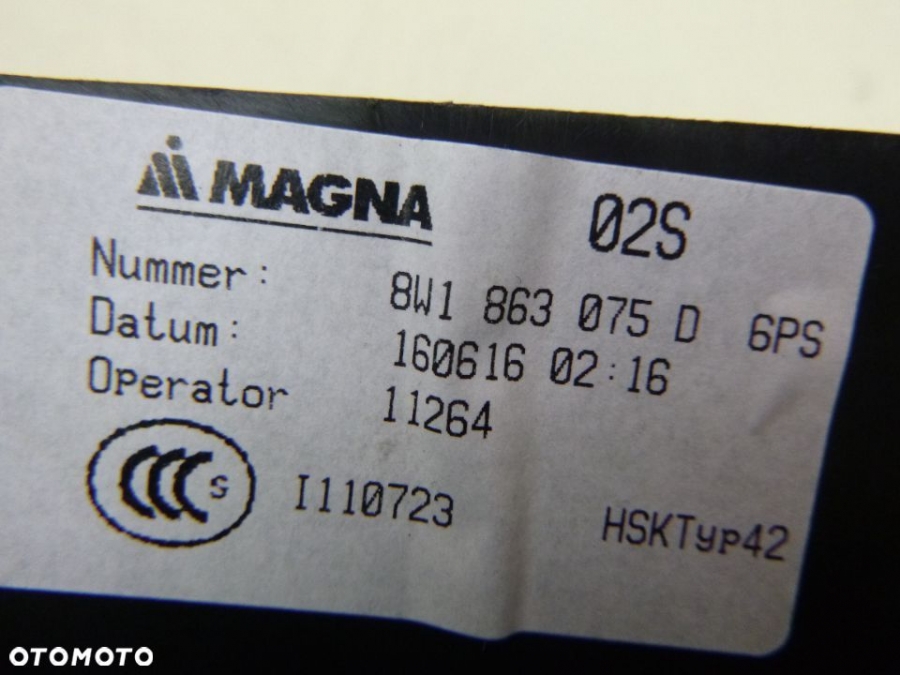 MAGNA 02S
Nummer: 8W1 863 075 D 6PS
Datum: 160616 02:16
Operator 11264
CCC S I110723 HSKTyp42
OTOMOTO